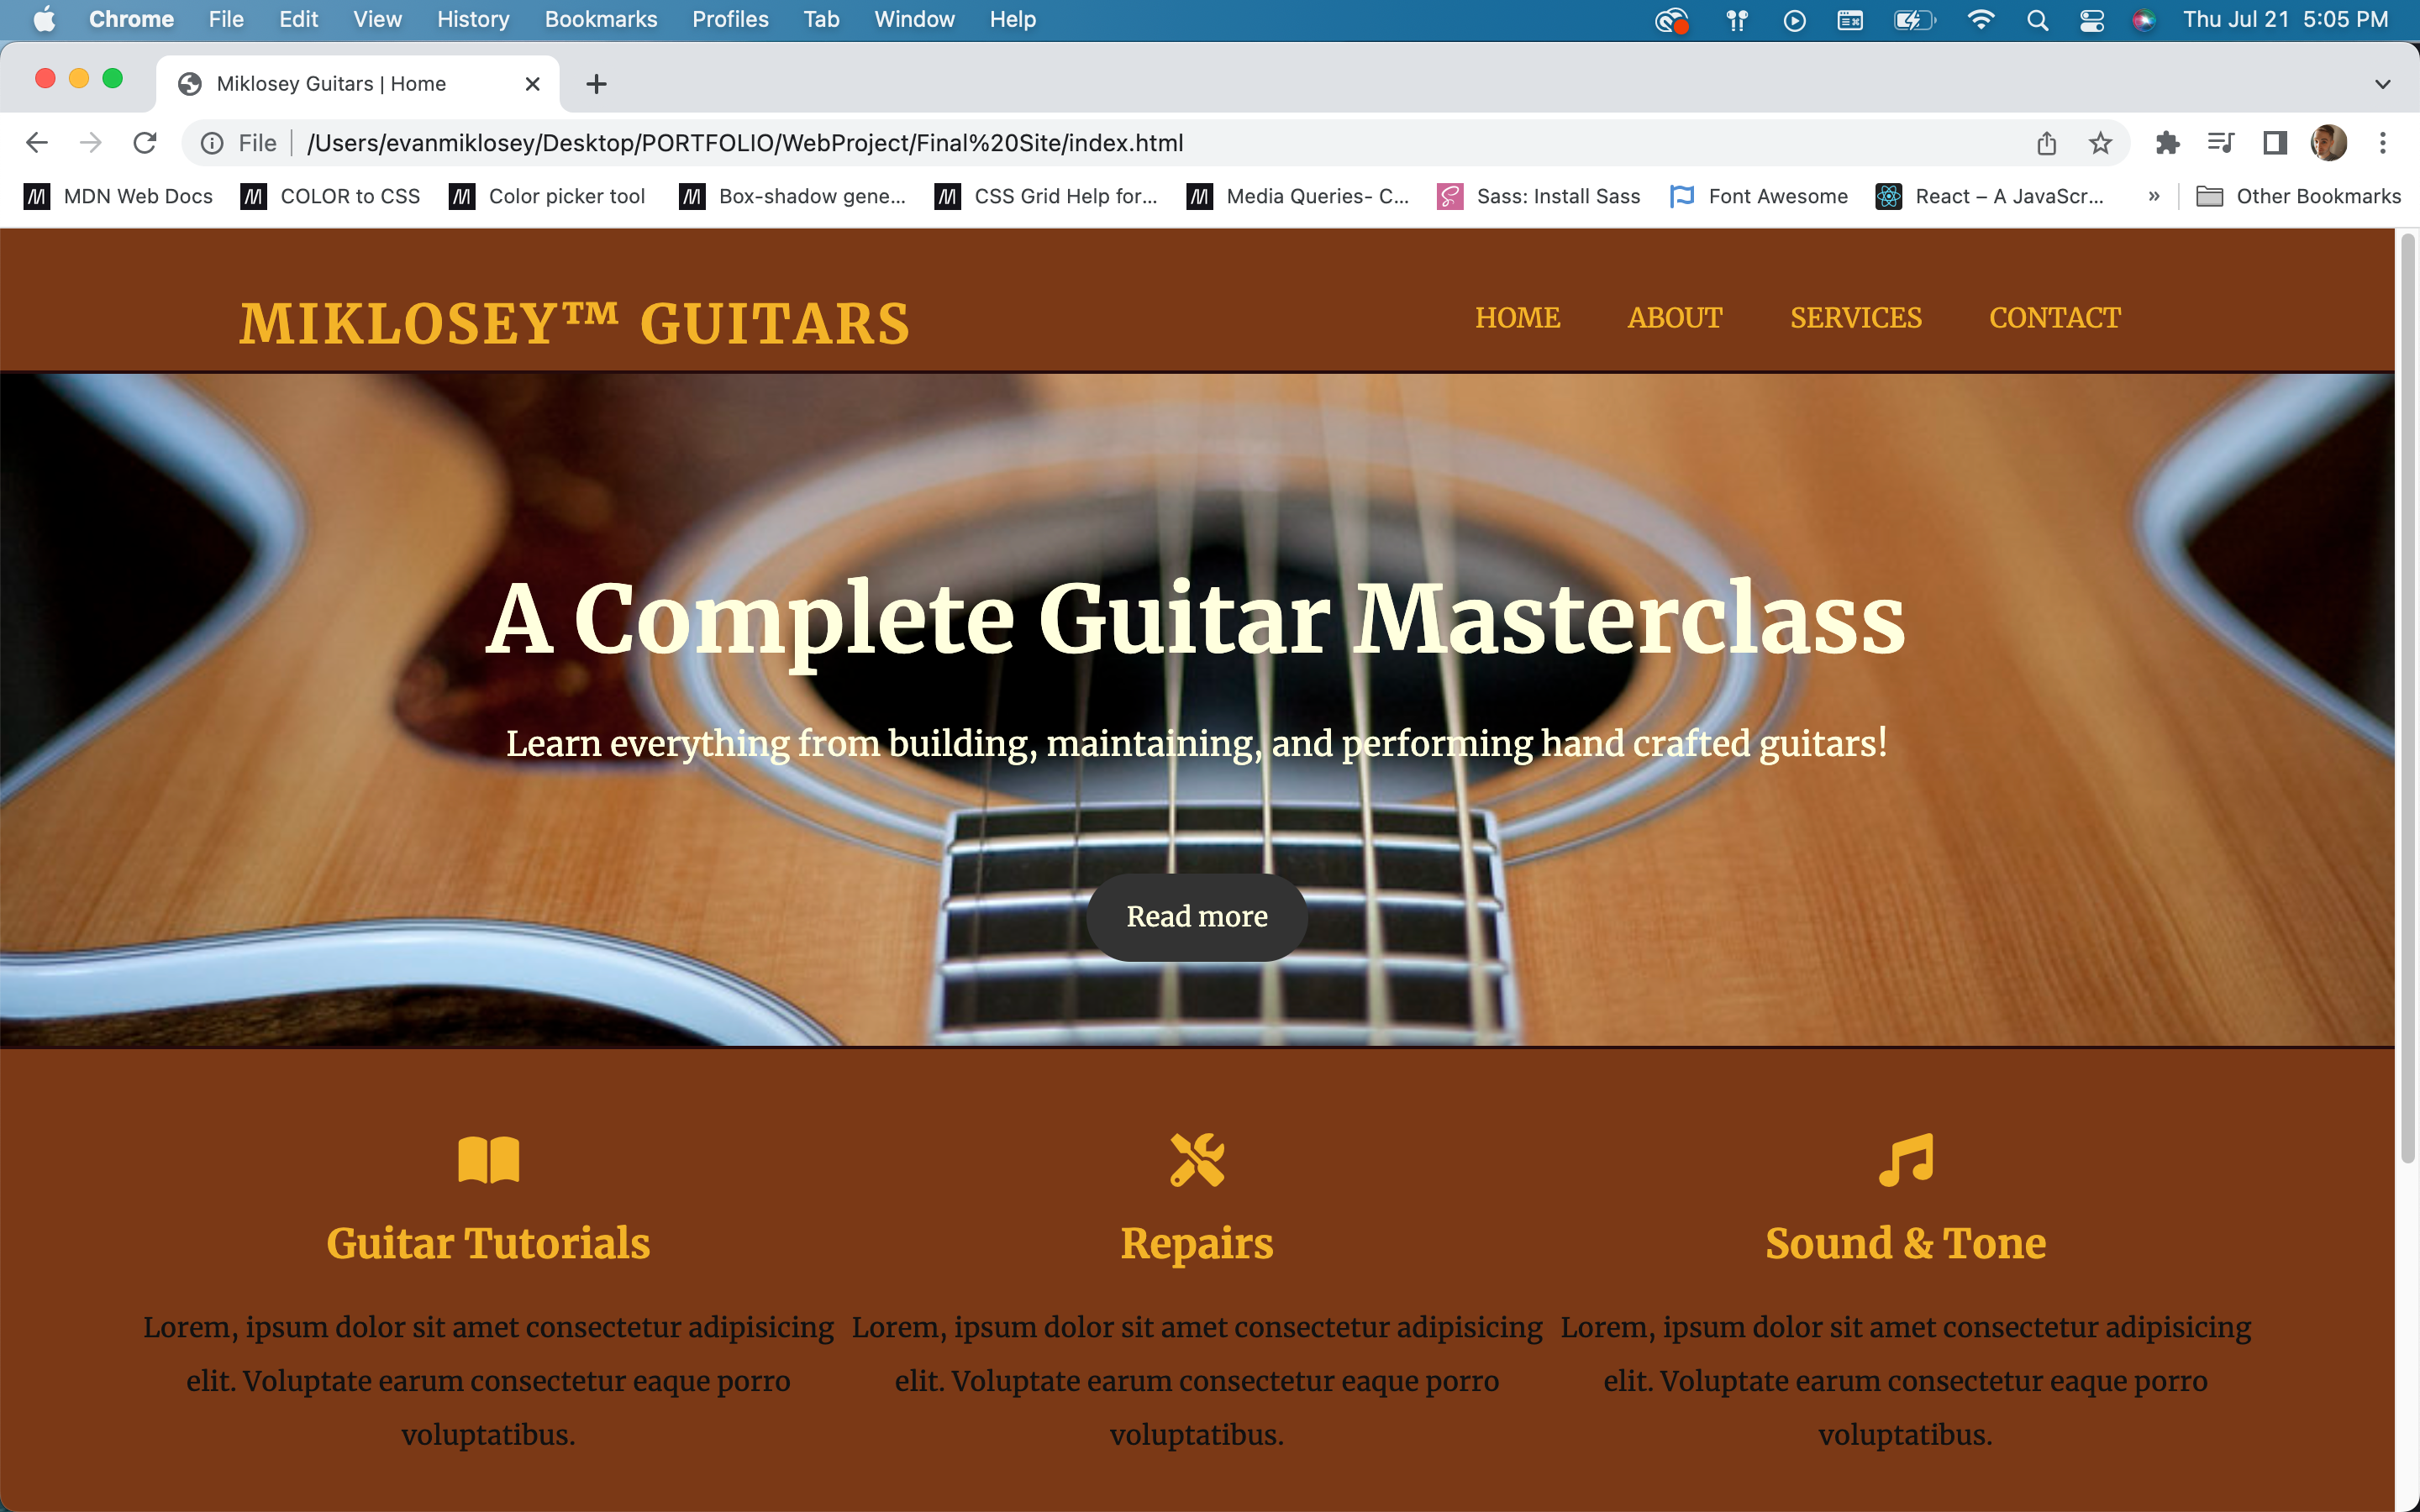 Chrome File Edit View History Bookmarks Profiles Tab Window Help Thu Jul 21 5:05 PM
Miklosey Guitars | Home
File /Users/evanmiklosey/Desktop/PORTFOLIO/WebProject/Final%20Site/index.html
MDN Web Docs COLOR to CSS Color picker tool Box-shadow gene... CSS Grid Help for... Media Queries- C... Sass: Install Sass Font Awesome React – A JavaScr... » Other Bookmarks
MIKLOSEY™ GUITARS HOME ABOUT SERVICES CONTACT
A Complete Guitar Masterclass
Learn everything from building, maintaining, and performing hand crafted guitars!
Read more
Guitar Tutorials
Lorem, ipsum dolor sit amet consectetur adipisicing
elit. Voluptate earum consectetur eaque porro
voluptatibus.
Repairs
Lorem, ipsum dolor sit amet consectetur adipisicing
elit. Voluptate earum consectetur eaque porro
voluptatibus.
Sound & Tone
Lorem, ipsum dolor sit amet consectetur adipisicing
elit. Voluptate earum consectetur eaque porro
voluptatibus.